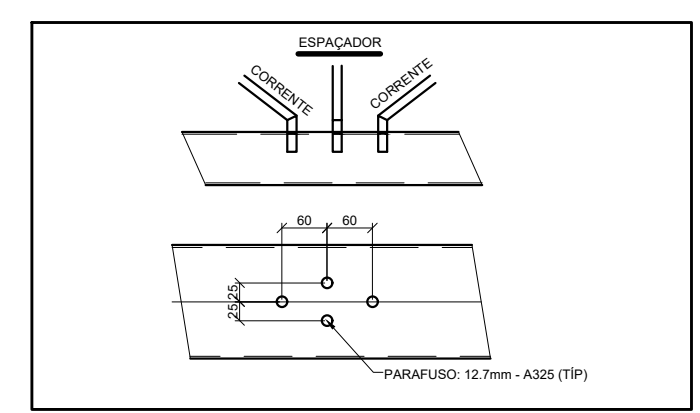 ESPAÇADOR
CORRENTE
CORRENTE
60
60
25
25
PARAFUSO: 12.7mm - A325 (TÍP)